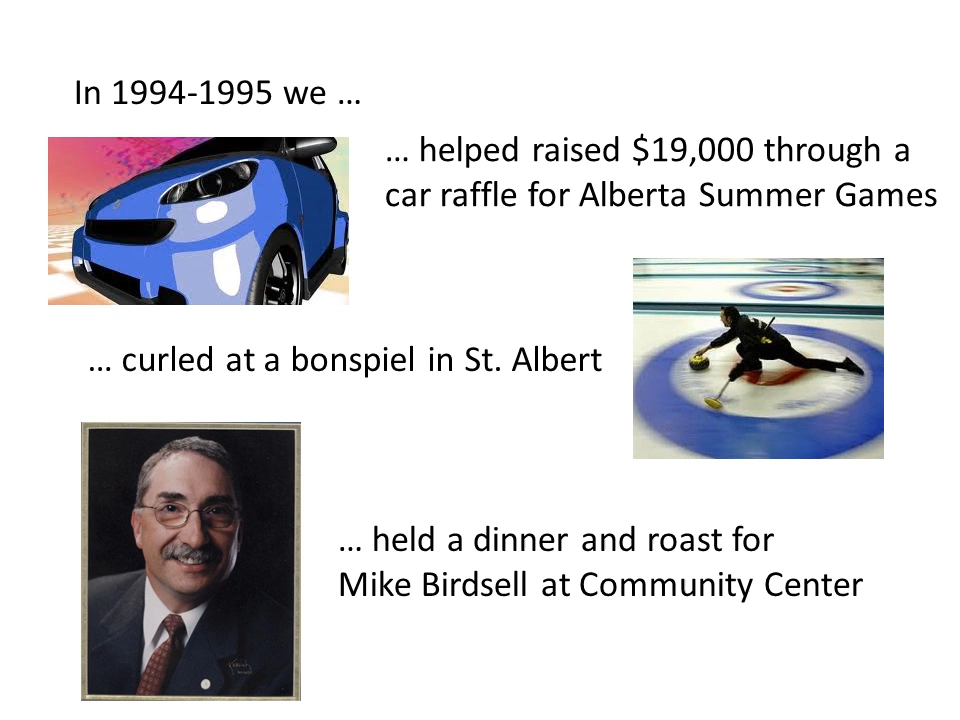 In 1994-1995 we …
… helped raised $19,000 through a
car raffle for Alberta Summer Games
… curled at a bonspiel in St. Albert
… held a dinner and roast for
Mike Birdsell at Community Center